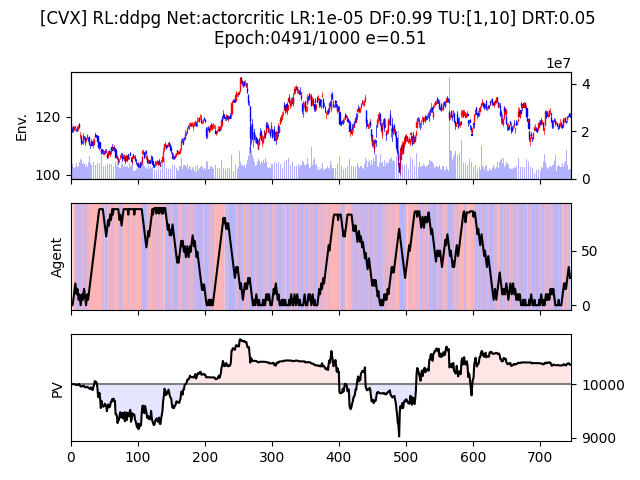 [CVX] RL:ddpg Net:actorcritic LR:1e-05 DF:0.99 TU:[1,10] DRT:0.05
Epoch:0491/1000 e=0.51
1e7
Env.
120
100
4
2
0
Agent
50
0
PV
10000
9000
0 100 200 300 400 500 600 700